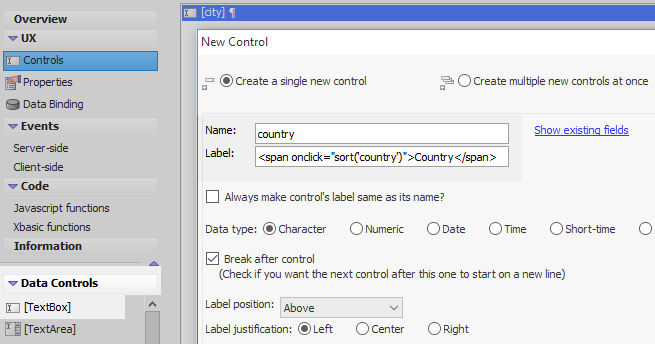 Overview
UX
Controls
Properties
Data Binding
Events
Server-side
Client-side
Code
Javascript functions
Xbasic functions
Information
Data Controls
[TextBox]
[TextArea]
[city] ¶
New Control
Create a single new control
Create multiple new controls at once
Name: country
Show existing fields
Label: <span onclick="sort('country')">Country</span>
Always make control's label same as its name?
Data type: Character Numeric Date Time Short-time
Break after control
(Check if you want the next control after this one to start on a new line)
Label position: Above
Label justification: Left Center Right